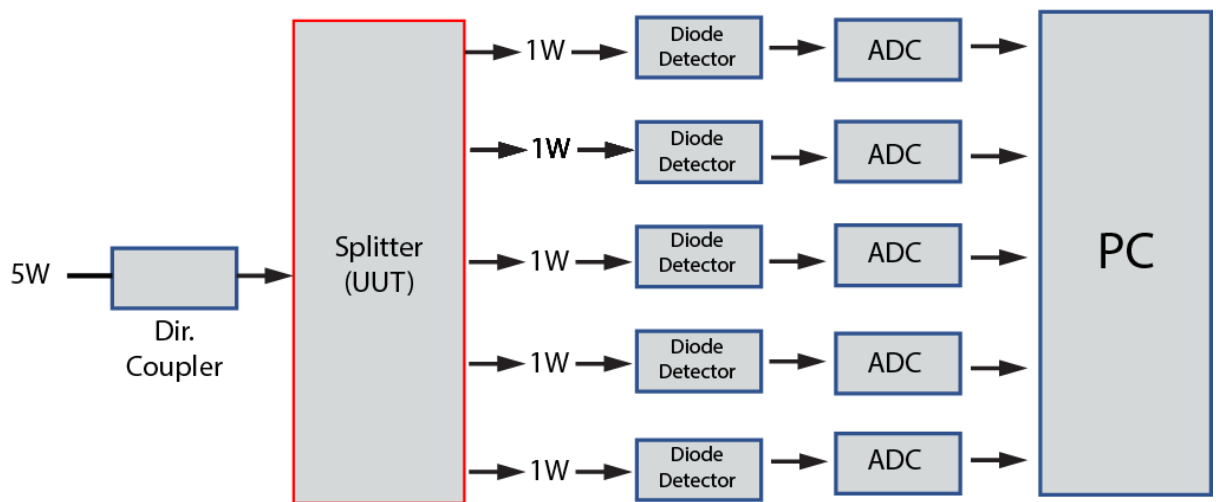 1W
Diode
Detector
ADC
1W
Diode
Detector
ADC
5W
Dir.
Coupler
Splitter
(UUT)
1W
Diode
Detector
ADC
PC
1W
Diode
Detector
ADC
1W
Diode
Detector
ADC